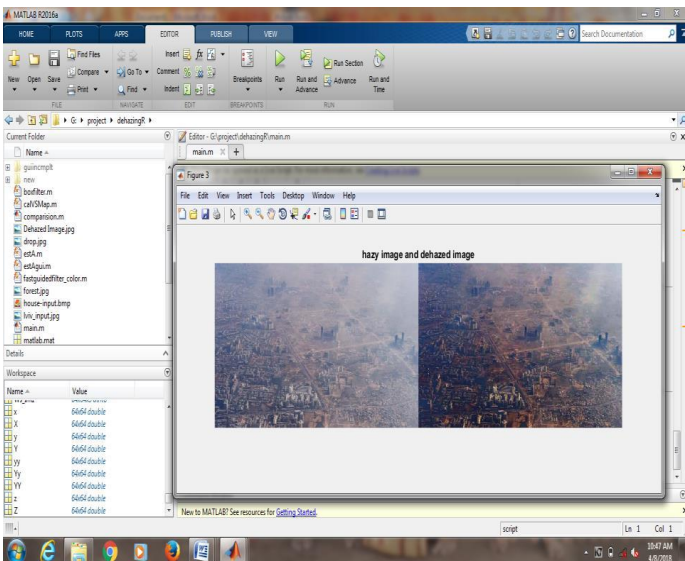 MATLAB R2016a
HOME PLOTS APPS EDITOR PUBLISH VIEW
Search Documentation
New Open Save
Find Files
Compare
Print
Go To
Find
Insert
Comment
Indent
Breakpoints
Run
Run and Advance
Run Section
Advance
Run and Time
FILE NAVIGATE EDIT BREAKPOINTS RUN
G: project dehazingR
Current Folder
Name
guiincmplt
new
boxfilter.m
calVSMap.m
comparision.m
Dehazed Image.jpg
drop.jpg
estA.m
estAgui.m
fastguidedfilter_color.m
forest.jpg
house-input.bmp
lviv_input.jpg
main.m
matlab.mat
Details
Workspace
Name Value
x 64x64 double
X 64x64 double
y 64x64 double
Y 64x64 double
yy 64x64 double
Yy 64x64 double
YY 64x64 double
z 64x64 double
Z 64x64 double
Editor - G:\project\dehazingR\main.m
main.m
Figure 3
File Edit View Insert Tools Desktop Window Help
hazy image and dehazed image
New to MATLAB? See resources for Getting Started.
script Ln 1 Col 1
10:47 AM
4/8/2018